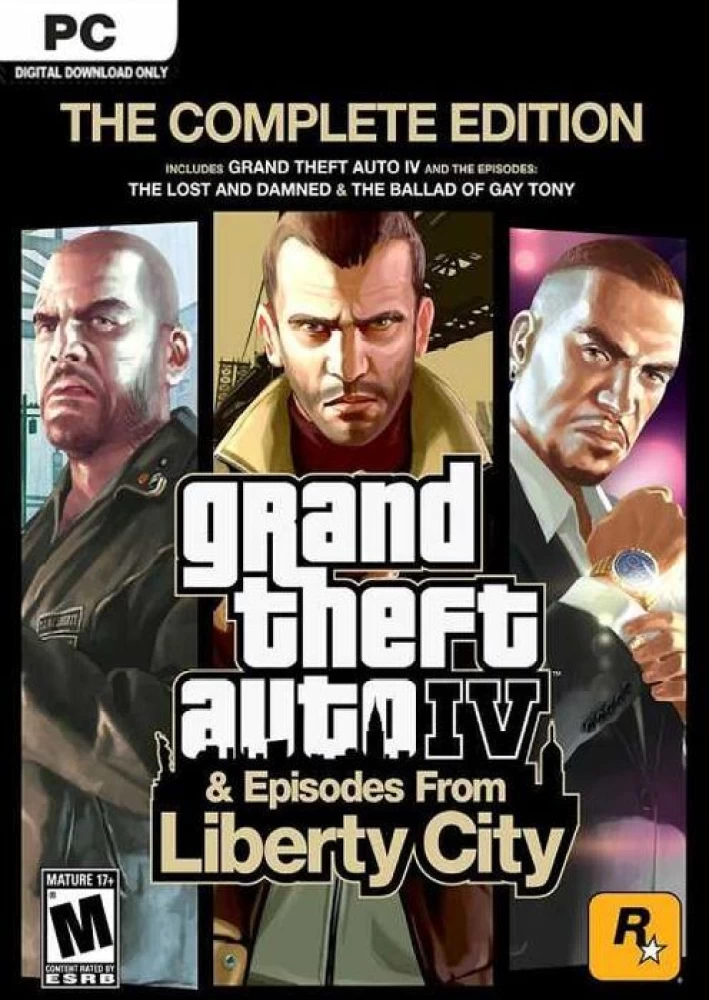 PC
DIGITAL DOWNLOAD ONLY
THE COMPLETE EDITION
INCLUDES GRAND THEFT AUTO IV AND THE EPISODES:
THE LOST AND DAMNED & THE BALLAD OF GAY TONY
grand
theft
auto IV™
& Episodes From
Liberty City
MATURE 17+
M
®
CONTENT RATED BY
ESRB
R
®